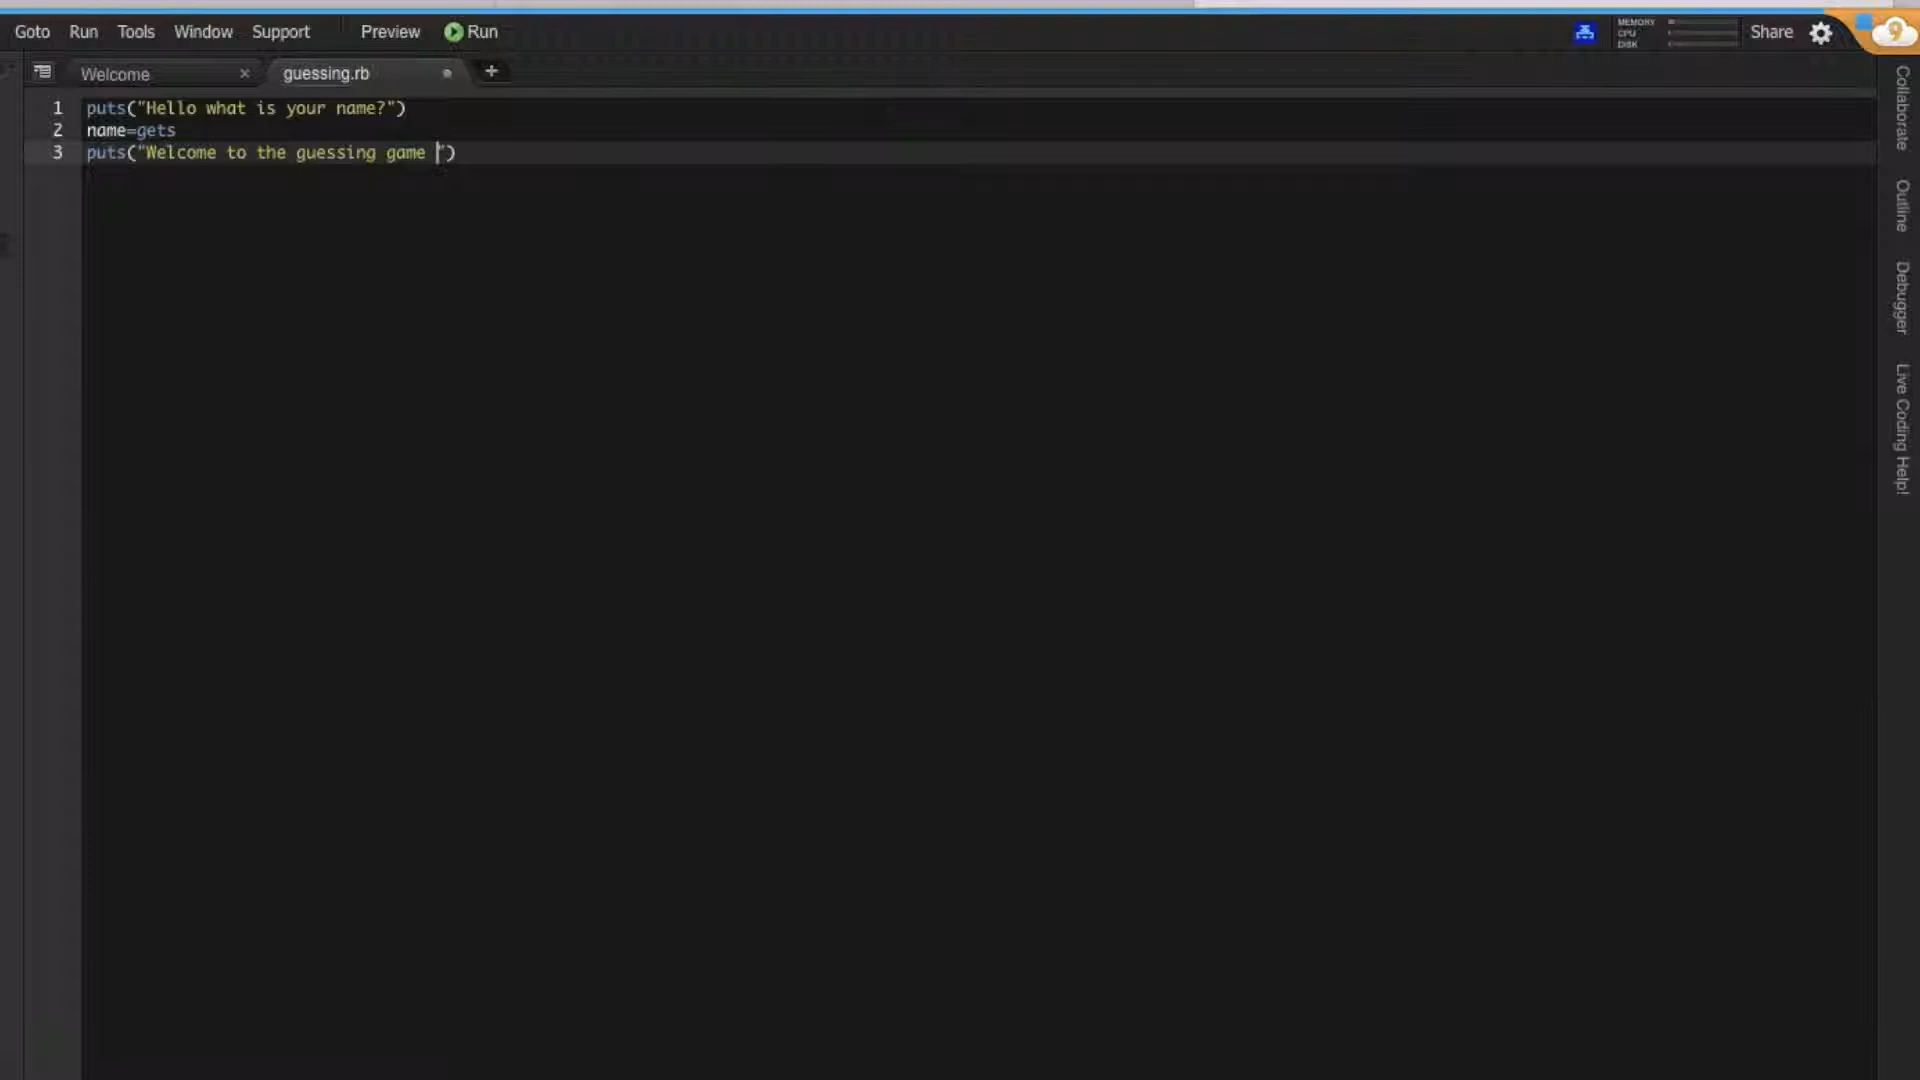 Goto Run Tools Window Support Preview Run MEMORY CPU DISK Share 9
Welcome × guessing.rb +
1 puts("Hello what is your name?")
2 name=gets
3 puts("Welcome to the guessing game ")
Collaborate
Outline
Debugger
Live Coding Help!